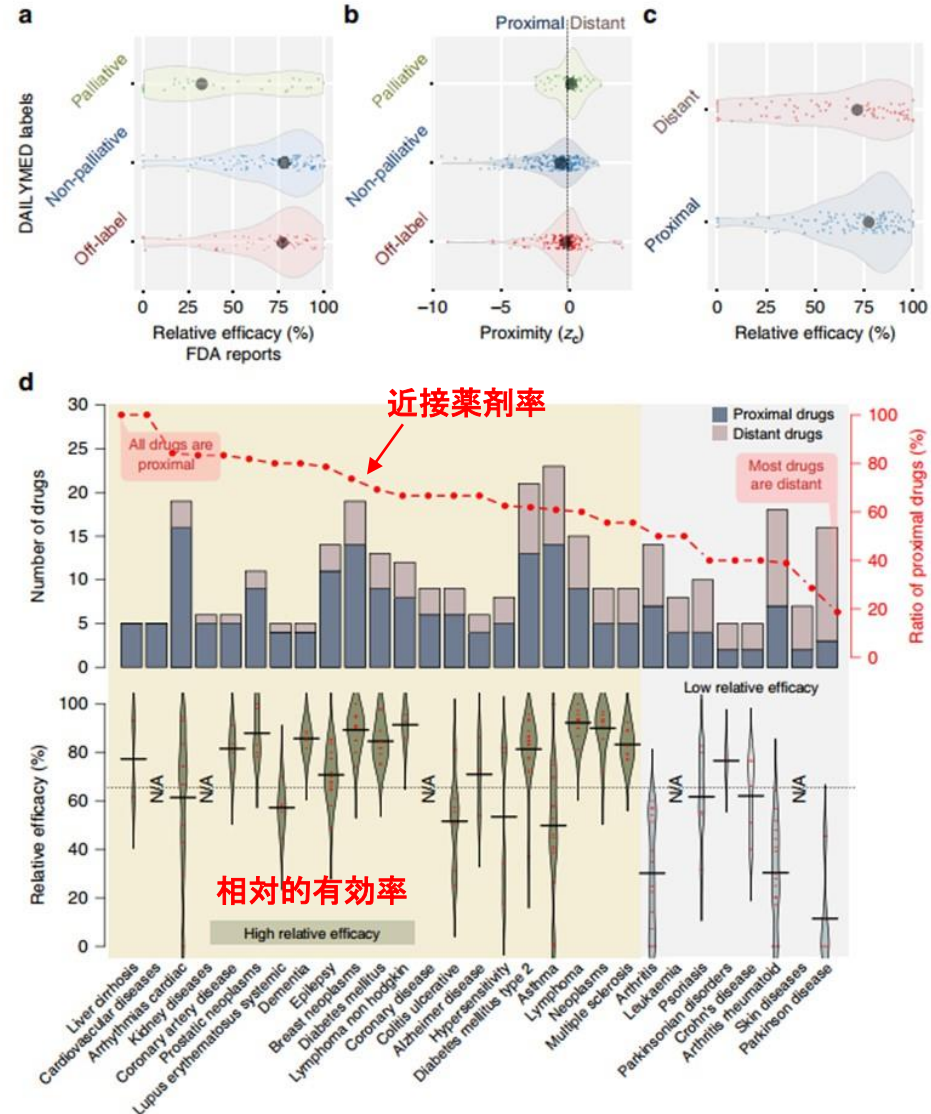 a
DAILYMED labels
Palliative
Non-palliative
Off-label
0 25 50 75 100
Relative efficacy (%)
FDA reports
b
Proximal Distant
Palliative
Non-palliative
Off-label
−10 −5 0
Proximity (zc)
c
Distant
Proximal
0 25 50 75 100
Relative efficacy (%)
d
近接薬剤率
Number of drugs
30
25
20
15
10
5
0
All drugs are
proximal
Proximal drugs
Distant drugs
Most drugs
are distant
100
80
60
40
20
0
Ratio of proximal drugs (%)
Low relative efficacy
Relative efficacy (%)
100
80
60
40
20
0
N/A
N/A
N/A
N/A
N/A
相対的有効率
High relative efficacy
Liver cirrhosis
Cardiovascular diseases
Arrhythmias cardiac
Kidney diseases
Coronary artery disease
Prostatic neoplasms
Lupus erythematosus systemic
Dementia
Epilepsy
Breast neoplasms
Diabetes mellitus
Lymphoma non hodgkin
Coronary disease
Colitis ulcerative
Alzheimer disease
Hypersensitivity
Diabetes mellitus type 2
Asthma
Lymphoma
Neoplasms
Multiple sclerosis
Arthritis
Leukaemia
Psoriasis
Parkinsonian disorders
Crohn's disease
Arthritis rheumatoid
Skin diseases
Parkinson disease